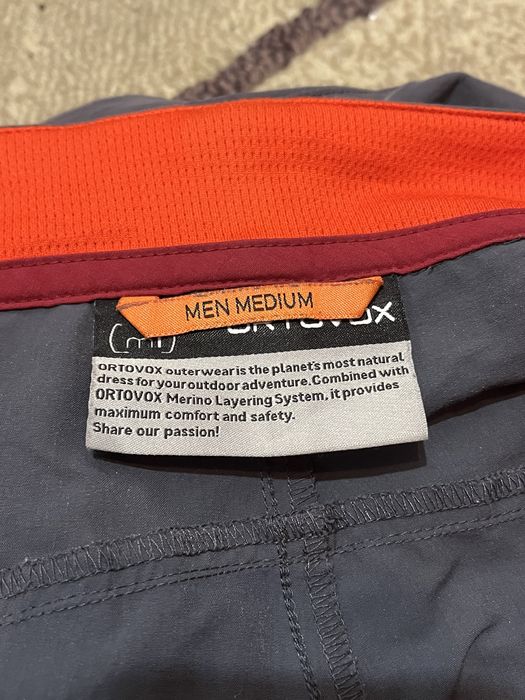 MEN MEDIUM
ORTOVOX
ORTOVOX outerwear is the planet's most natural
dress for your outdoor adventure. Combined with
ORTOVOX Merino Layering System, it provides
maximum comfort and safety.
Share our passion!